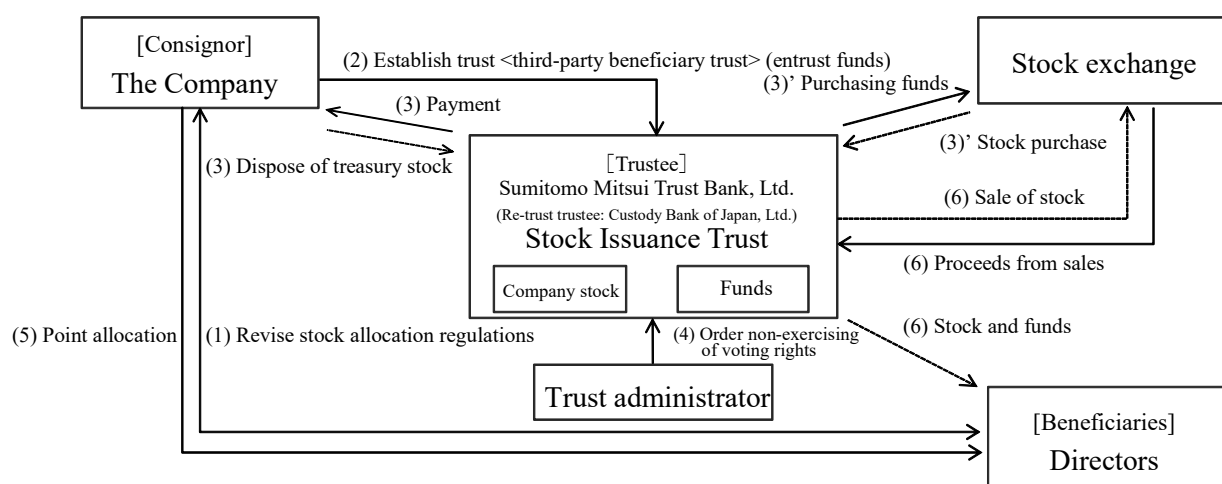 [Consignor]
The Company
(2) Establish trust <third-party beneficiary trust> (entrust funds)
Stock exchange
(3)’ Purchasing funds
(3) Payment
(3) Dispose of treasury stock
(3)’ Stock purchase
[Trustee]
Sumitomo Mitsui Trust Bank, Ltd.
(Re-trust trustee: Custody Bank of Japan, Ltd.)
Stock Issuance Trust
Company stock
Funds
(6) Sale of stock
(6) Proceeds from sales
(5) Point allocation
(1) Revise stock allocation regulations
(4) Order non-exercising
of voting rights
(6) Stock and funds
Trust administrator
[Beneficiaries]
Directors